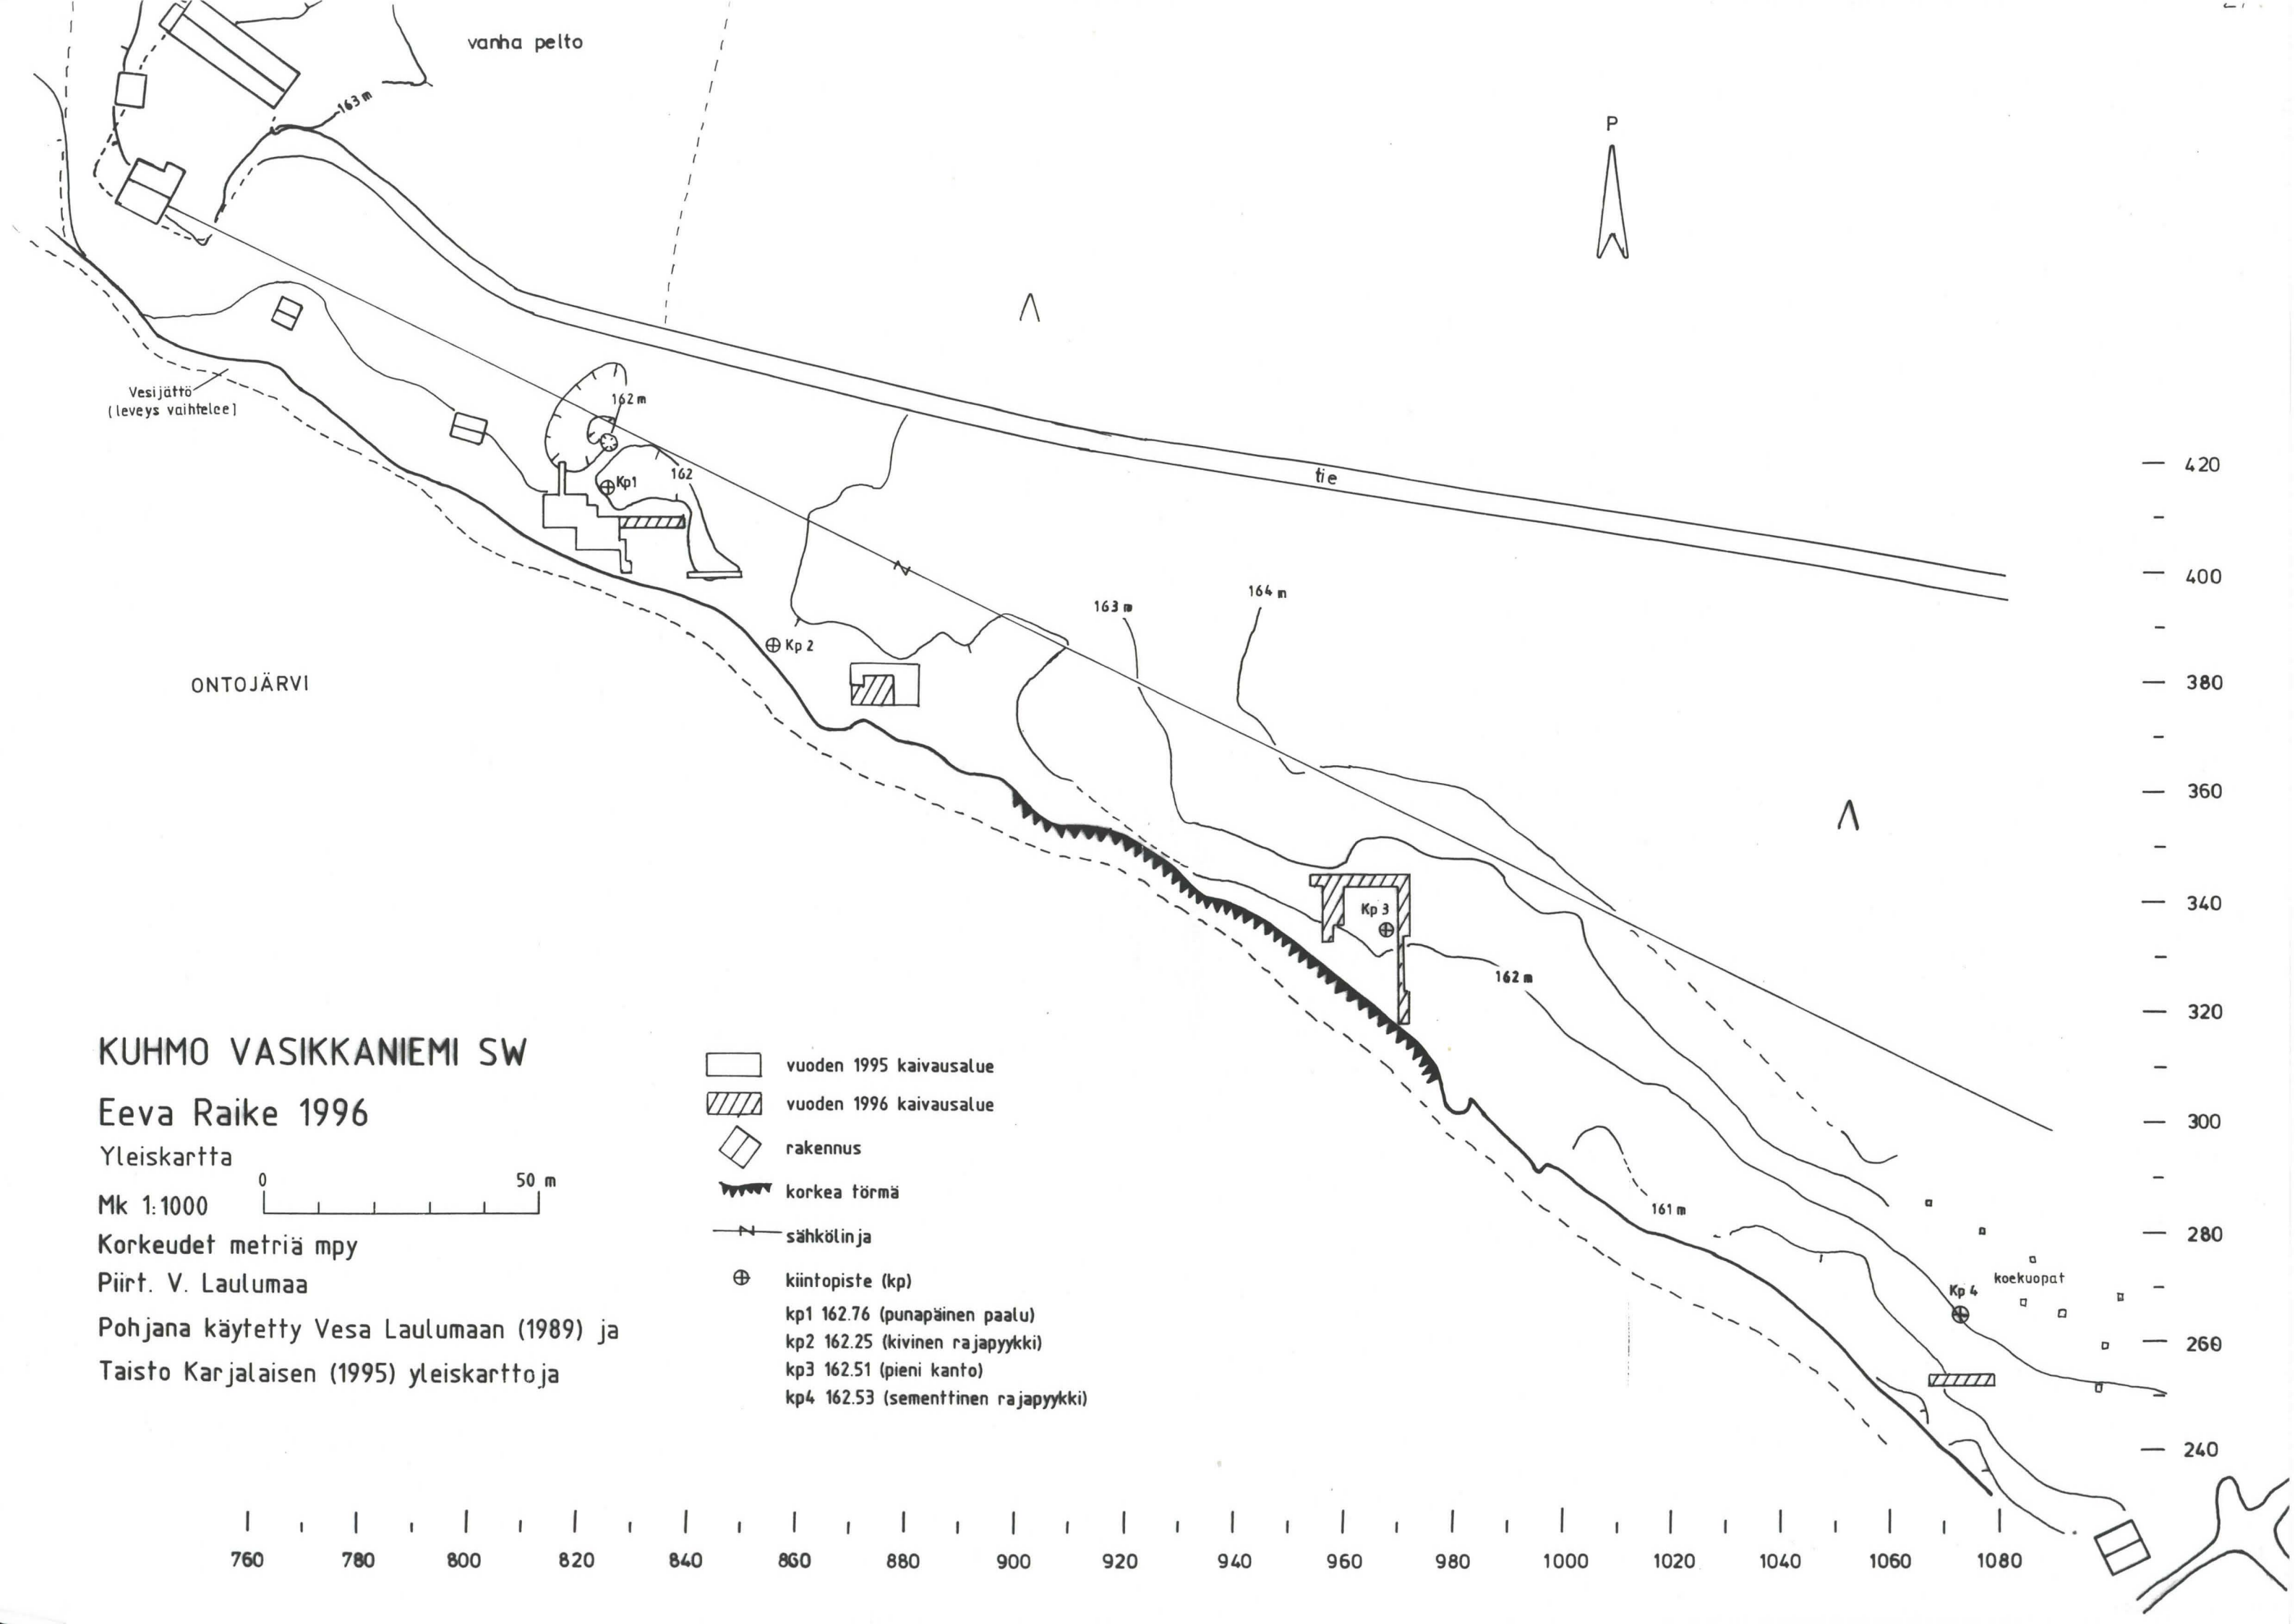 vanha pelto
163 m
P
Vesijättö
(leveys vaihtelee)
162 m
162
Kp1
tie
420
400
164 m
163 m
Kp 2
ONTOJÄRVI
380
360
Kp 3
340
162 m
320
300
161 m
280
koekuopat
Kp 4
260
240
KUHMO VASIKKANIEMI SW
Eeva Raike 1996
Yleiskartta
0 50 m
Mk 1:1000
Korkeudet metriä mpy
Piirt. V. Laulumaa
Pohjana käytetty Vesa Laulumaan (1989) ja
Taisto Karjalaisen (1995) yleiskarttoja
vuoden 1995 kaivausalue
vuoden 1996 kaivausalue
rakennus
korkea törmä
sähkölinja
kiintopiste (kp)
kp1 162.76 (punapäinen paalu)
kp2 162.25 (kivinen rajapyykki)
kp3 162.51 (pieni kanto)
kp4 162.53 (sementtinen rajapyykki)
760 780 800 820 840 860 880 900 920 940 960 980 1000 1020 1040 1060 1080